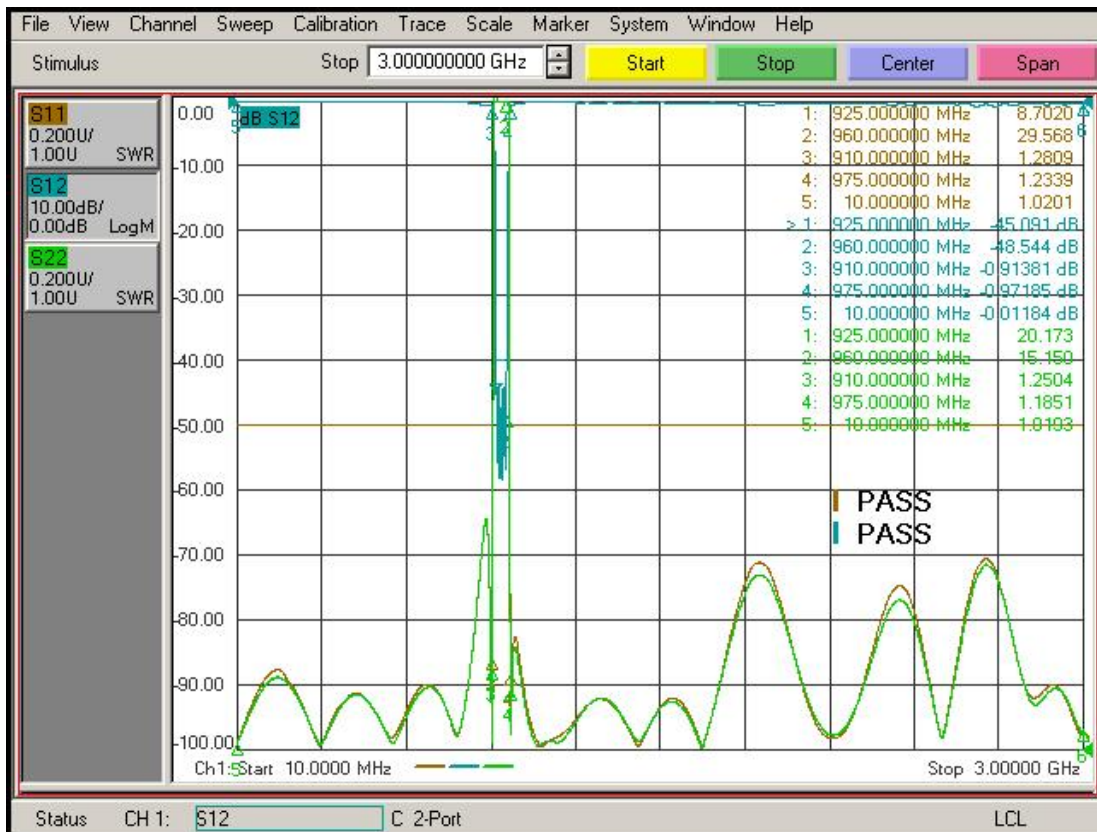 File View Channel Sweep Calibration Trace Scale Marker System Window Help
Stimulus Stop 3.000000000 GHz Start Stop Center Span
S11
0.200U/
1.00U SWR
S12
10.00dB/
0.00dB LogM
S22
0.200U/
1.00U SWR
dB S12
0.00
-10.00
-20.00
-30.00
-40.00
-50.00
-60.00
-70.00
-80.00
-90.00
-100.00
1: 925.000000 MHz 8.7020
2: 960.000000 MHz 29.568
3: 910.000000 MHz 1.2809
4: 975.000000 MHz 1.2339
5: 10.000000 MHz 1.0201
> 1: 925.000000 MHz -45.091 dB
2: 960.000000 MHz -48.544 dB
3: 910.000000 MHz -0.91381 dB
4: 975.000000 MHz -0.97185 dB
5: 10.000000 MHz -0.01184 dB
1: 925.000000 MHz 20.173
2: 960.000000 MHz 15.150
3: 910.000000 MHz 1.2504
4: 975.000000 MHz 1.1851
5: 10.000000 MHz 1.0193
PASS
PASS
Ch1: Start 10.0000 MHz Stop 3.00000 GHz
Status CH 1: S12 C 2-Port LCL